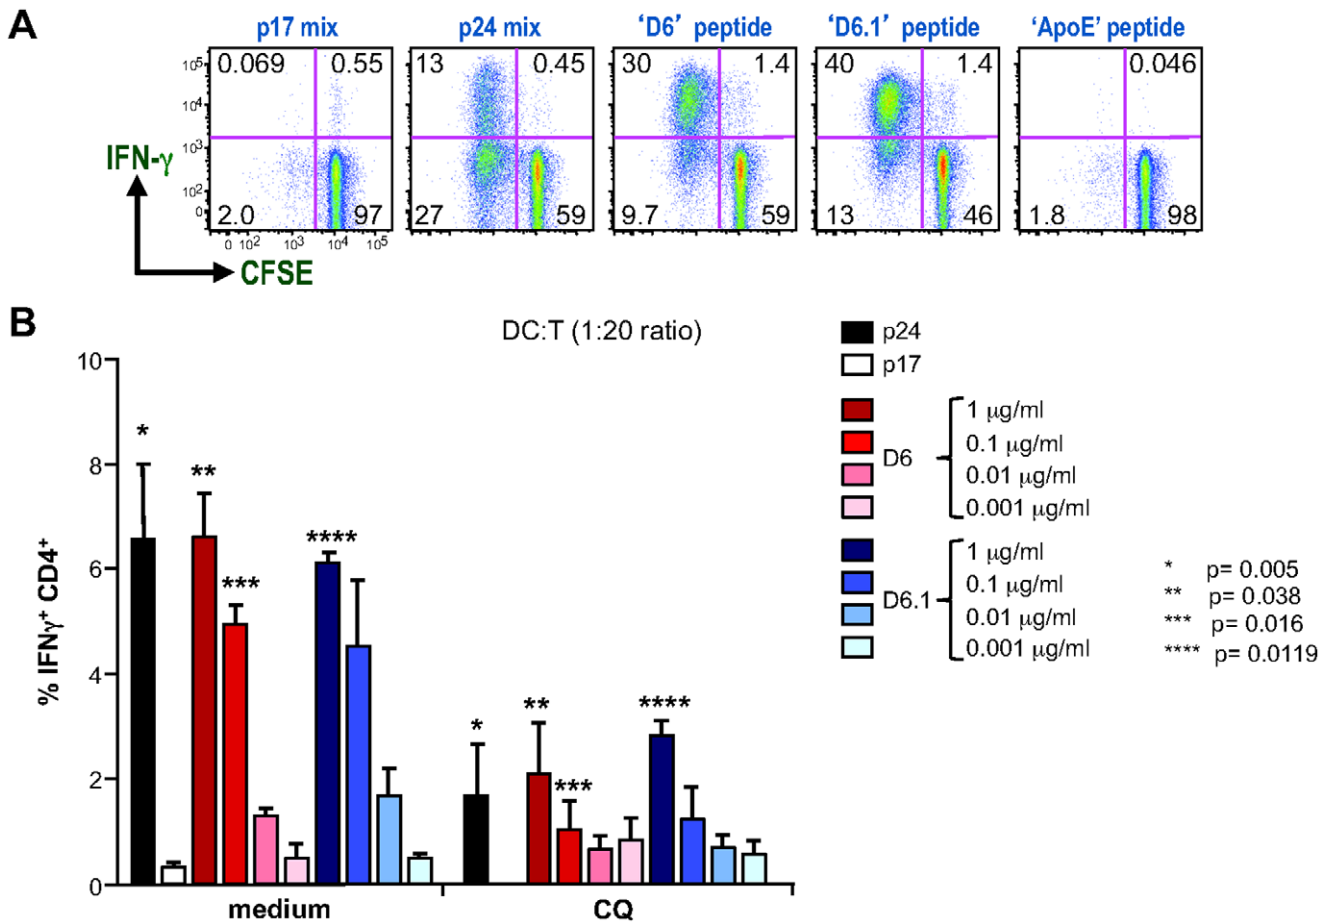 A
p17 mix
p24 mix
‘D6’ peptide
‘D6.1’ peptide
‘ApoE’ peptide
10⁵
10⁴
10³
10²
0
0.069
0.55
2.0
97
13
0.45
27
59
30
1.4
9.7
59
40
1.4
13
46
0.046
1.8
98
0 10² 10³ 10⁴ 10⁵
IFN-γ
CFSE
B
DC:T (1:20 ratio)
% IFNγ⁺ CD4⁺
10
8
6
4
2
0
*
**
***
****
*
**
***
****
medium
CQ
p24
p17
D6
1 μg/ml
0.1 μg/ml
0.01 μg/ml
0.001 μg/ml
D6.1
1 μg/ml
0.1 μg/ml
0.01 μg/ml
0.001 μg/ml
* p= 0.005
** p= 0.038
*** p= 0.016
**** p= 0.0119